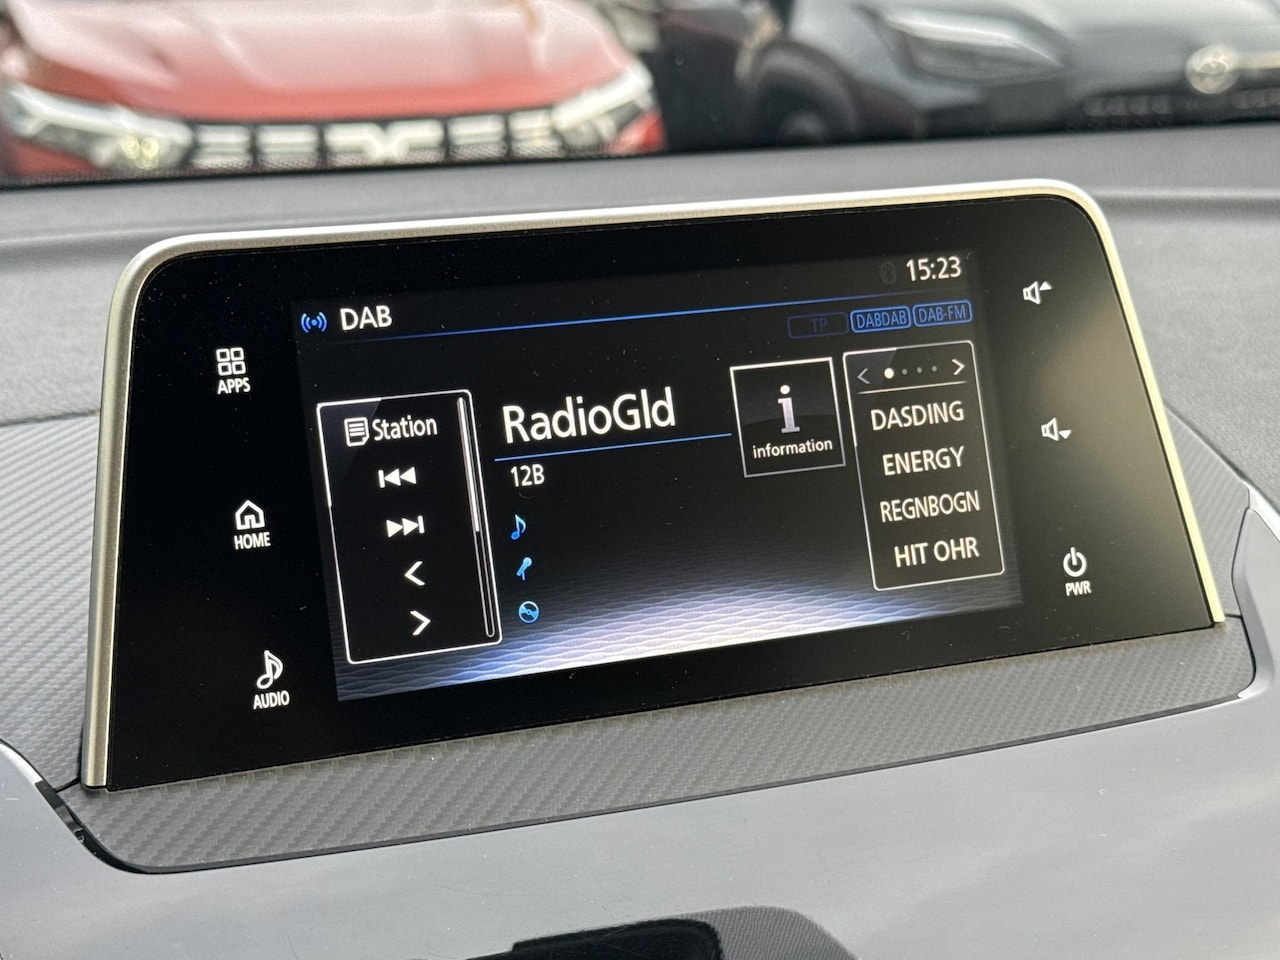 15:23
DAB
TP
DABDAB
DAB-FM
APPS
Station
RadioGld
12B
i
information
DASDING
ENERGY
REGNBOGN
HIT OHR
HOME
AUDIO
PWR